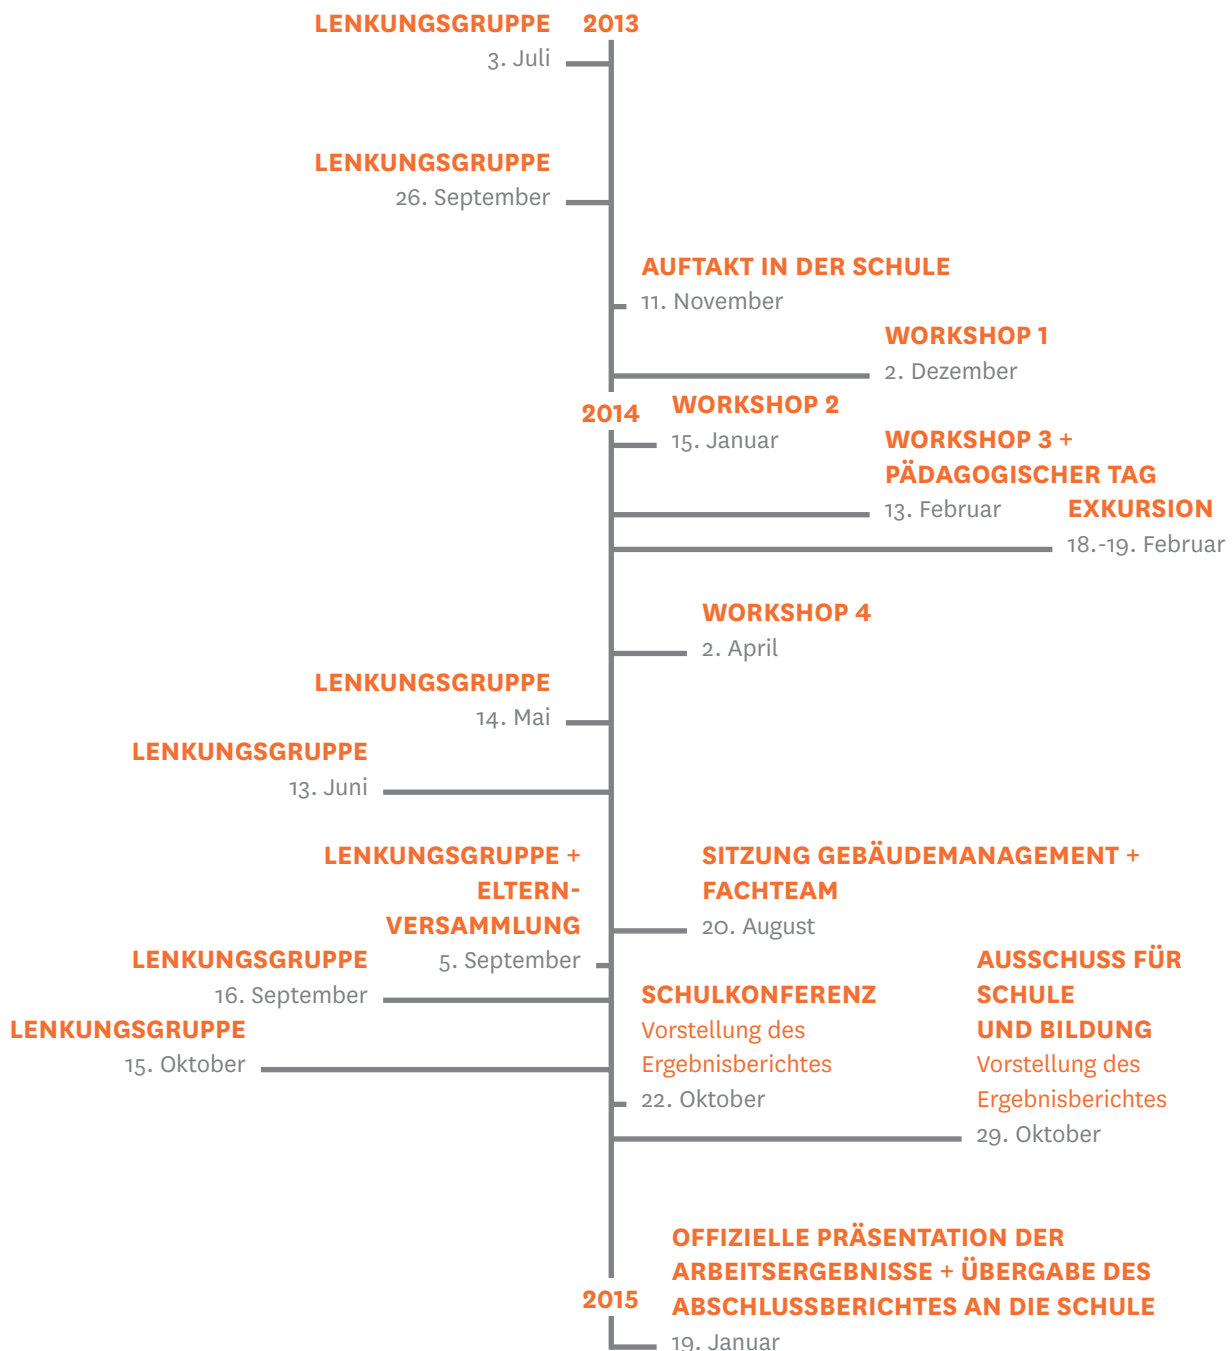 LENKUNGSGRUPPE
3. Juli
2013
LENKUNGSGRUPPE
26. September
AUFTAKT IN DER SCHULE
11. November
WORKSHOP 1
2. Dezember
2014
WORKSHOP 2
15. Januar
WORKSHOP 3 +
PÄDAGOGISCHER TAG
13. Februar
EXKURSION
18.-19. Februar
WORKSHOP 4
2. April
LENKUNGSGRUPPE
14. Mai
LENKUNGSGRUPPE
13. Juni
SITZUNG GEBÄUDEMANAGEMENT +
FACHTEAM
20. August
LENKUNGSGRUPPE +
ELTERN-
VERSAMMLUNG
5. September
LENKUNGSGRUPPE
16. September
LENKUNGSGRUPPE
15. Oktober
SCHULKONFERENZ
Vorstellung des
Ergebnisberichtes
22. Oktober
AUSSCHUSS FÜR
SCHULE
UND BILDUNG
Vorstellung des
Ergebnisberichtes
29. Oktober
2015
OFFIZIELLE PRÄSENTATION DER
ARBEITSERGEBNISSE + ÜBERGABE DES
ABSCHLUSSBERICHTES AN DIE SCHULE
19. Januar